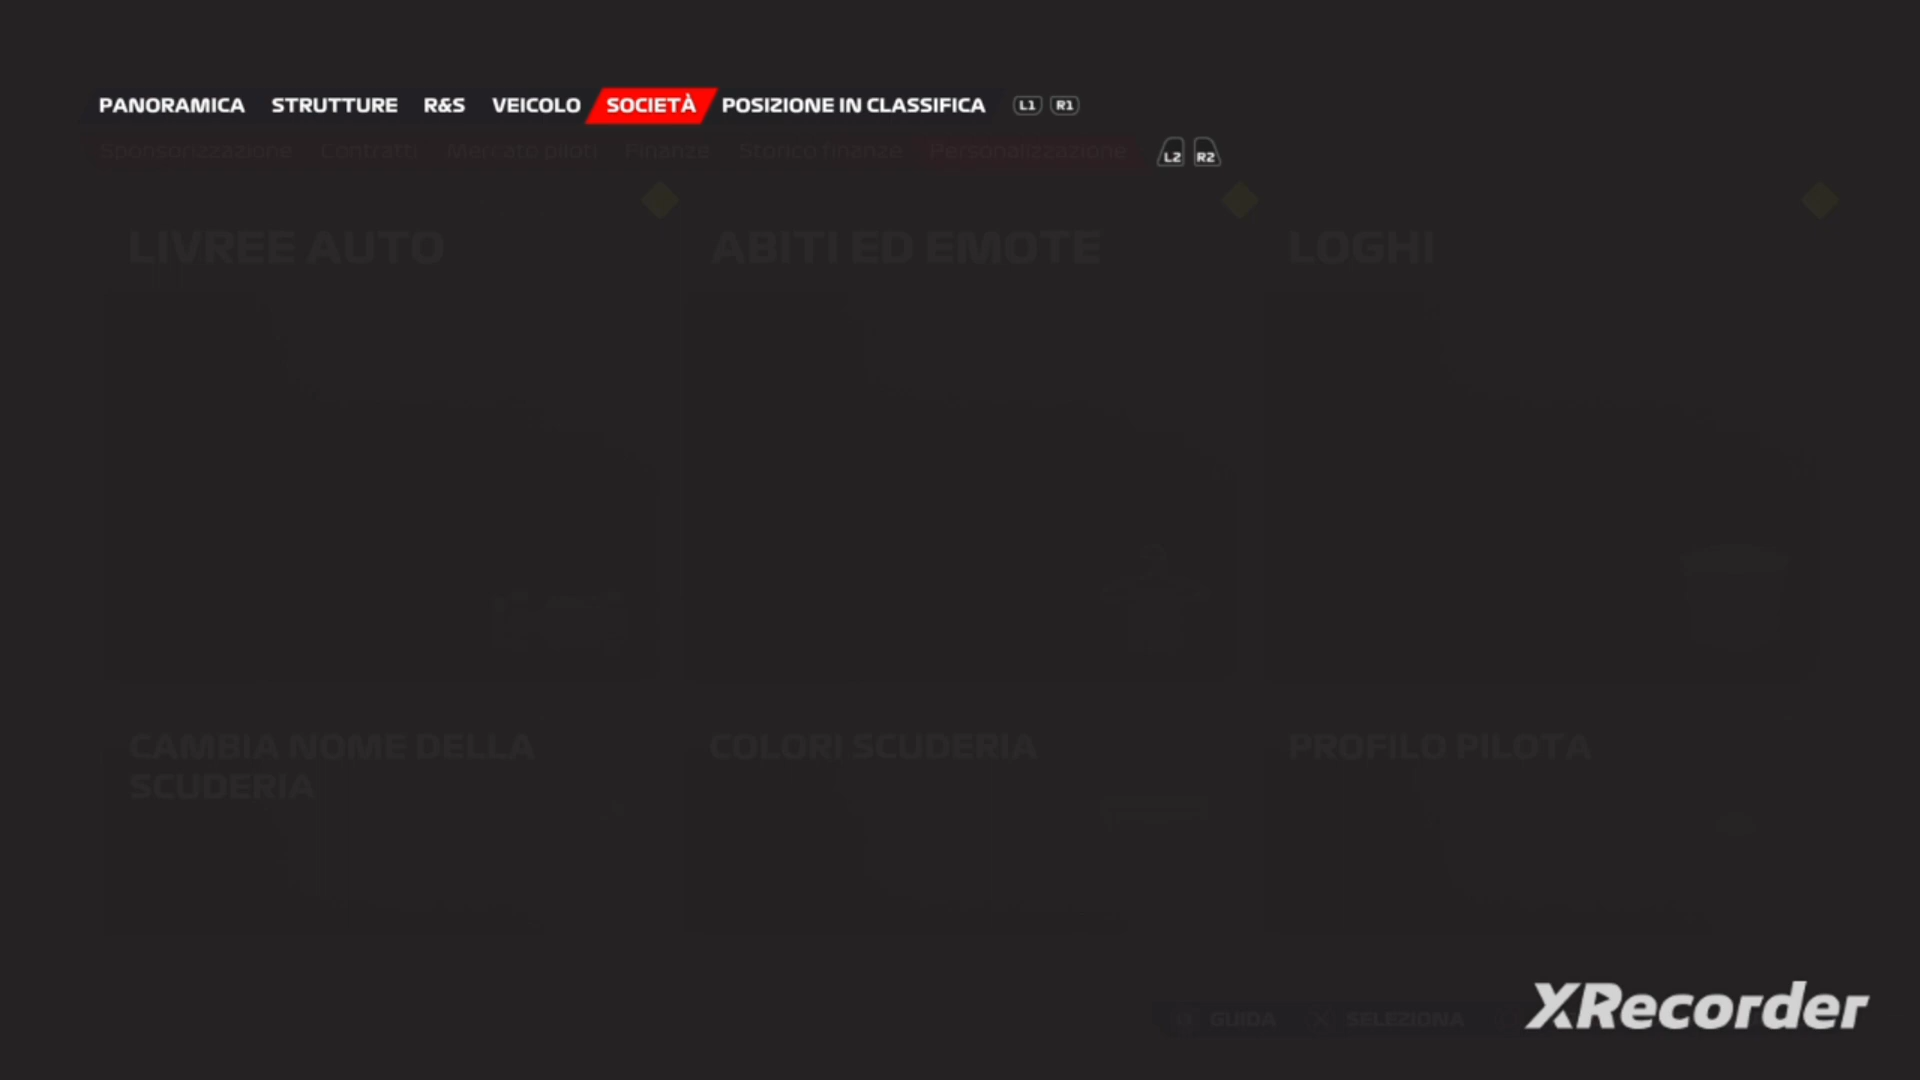 PANORAMICA STRUTTURE R&S VEICOLO SOCIETÀ POSIZIONE IN CLASSIFICA L1 R1
Sponsorizzazione Contratti Mercato piloti Finanze Storico finanze Personalizzazione L2 R2
LIVREE AUTO ABITI ED EMOTE LOGHI
CAMBIA NOME DELLA SCUDERIA COLORI SCUDERIA PROFILO PILOTA
GUIDA SELEZIONA
XRecorder